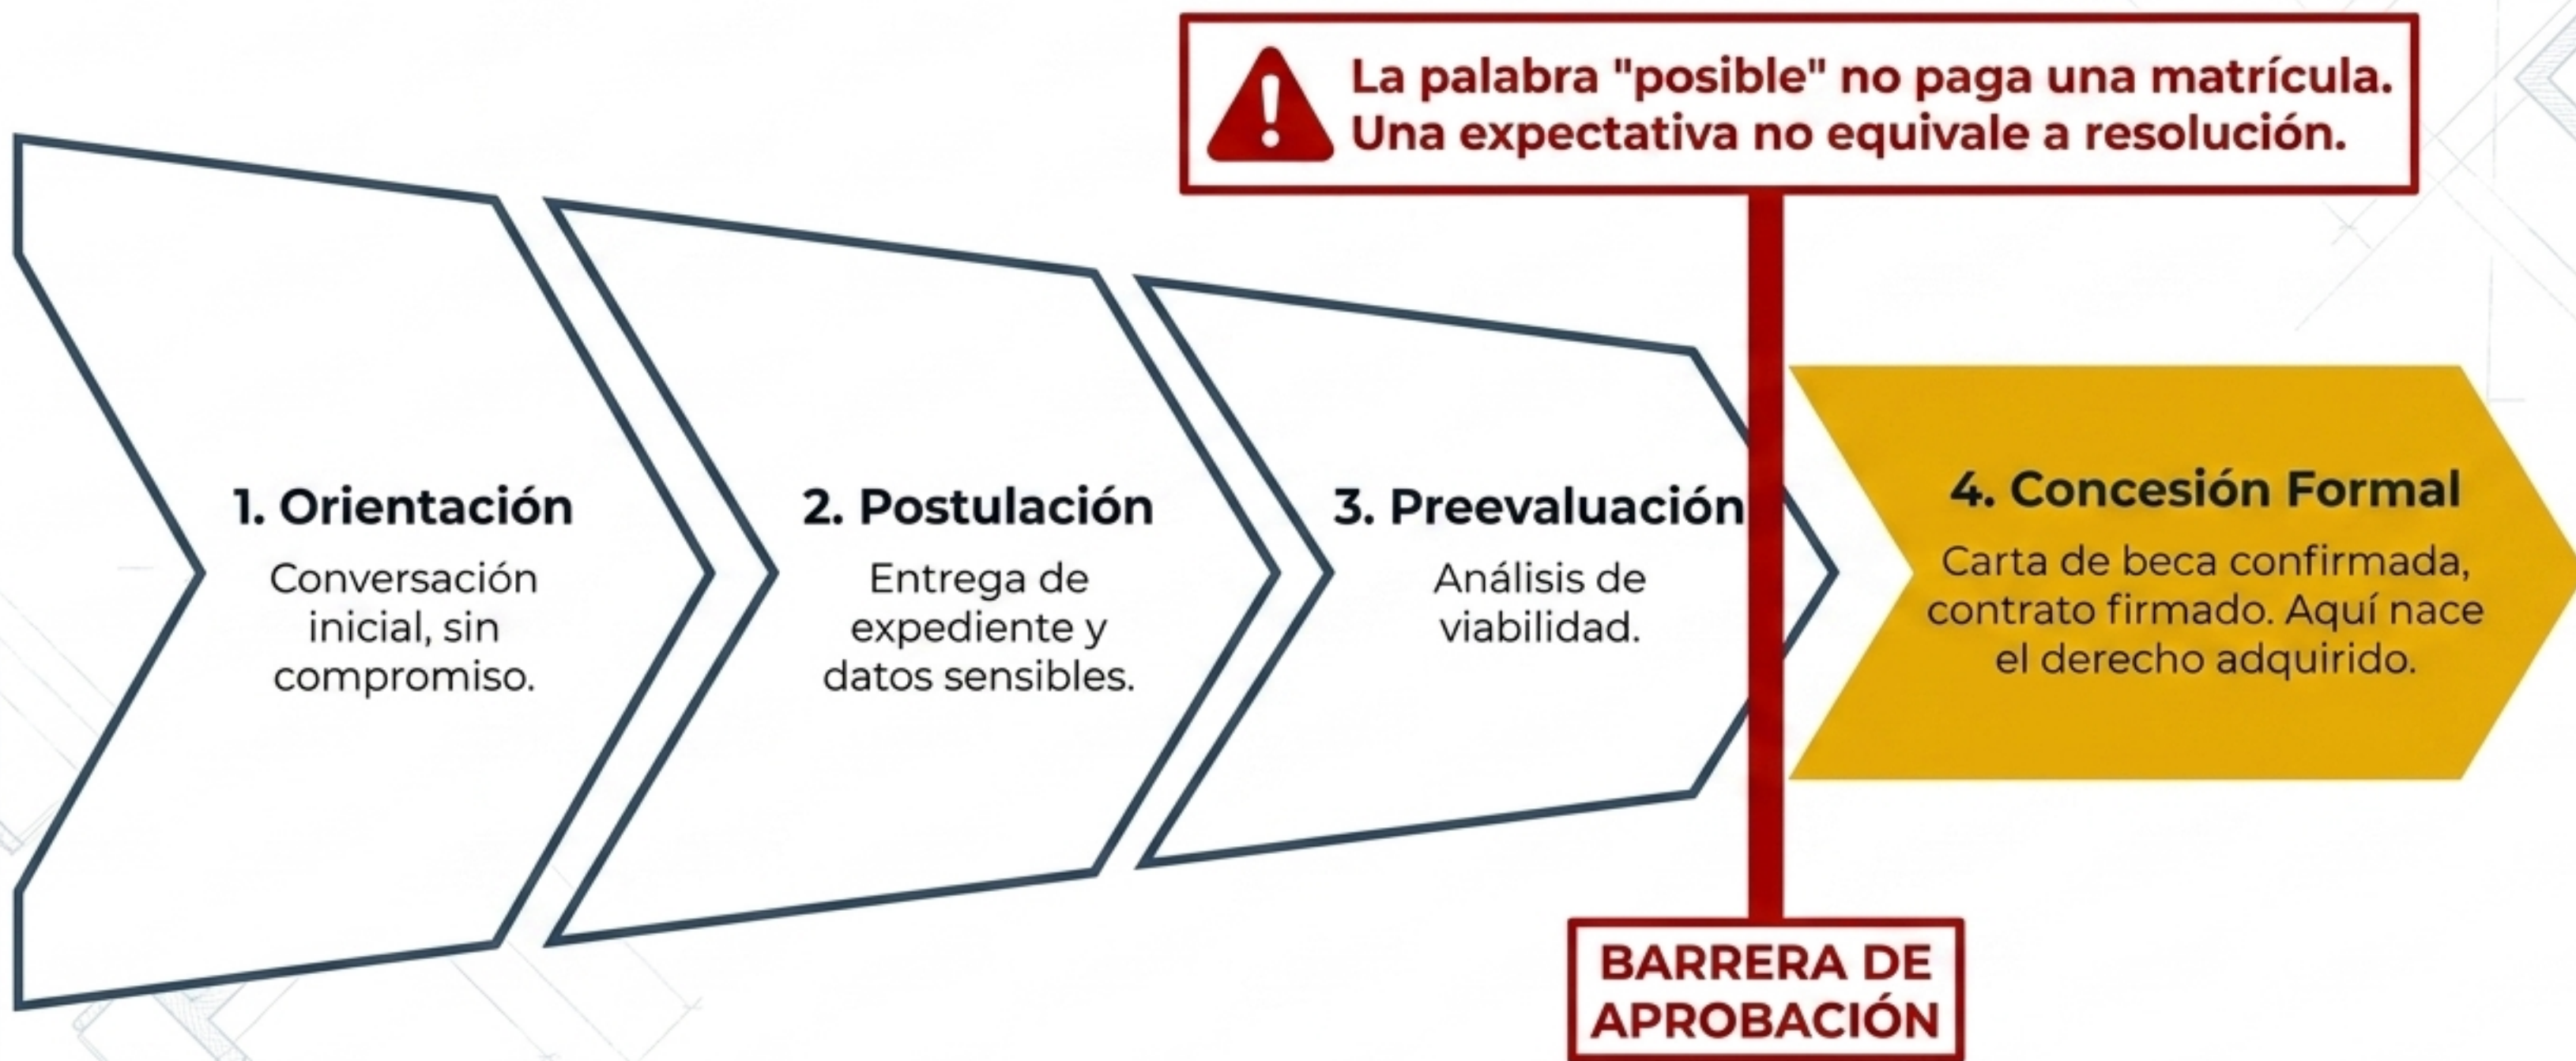 La palabra "posible" no paga una matrícula.
Una expectativa no equivale a resolución.
1. Orientación
Conversación
inicial, sin
compromiso.
2. Postulación
Entrega de
expediente y
datos sensibles.
3. Preevaluación
Análisis de
viabilidad.
4. Concesión Formal
Carta de beca confirmada,
contrato firmado. Aquí nace
el derecho adquirido.
BARRERA DE
APROBACIÓN